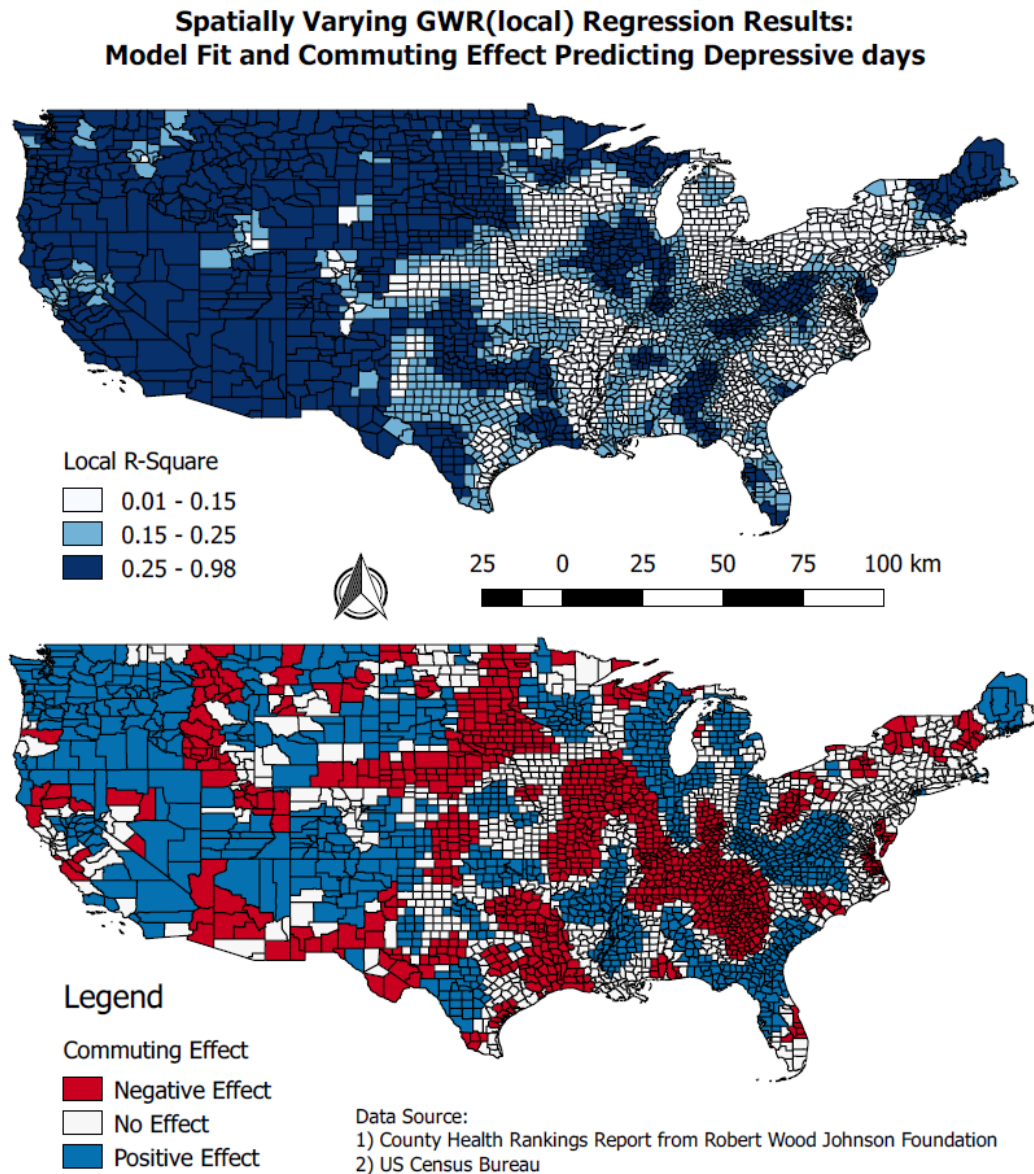 Spatially Varying GWR(local) Regression Results:
Model Fit and Commuting Effect Predicting Depressive days
Local R-Square
0.01 - 0.15
0.15 - 0.25
0.25 - 0.98
25 0 25 50 75 100 km
Legend
Commuting Effect
Negative Effect
No Effect
Positive Effect
Data Source:
1) County Health Rankings Report from Robert Wood Johnson Foundation
2) US Census Bureau